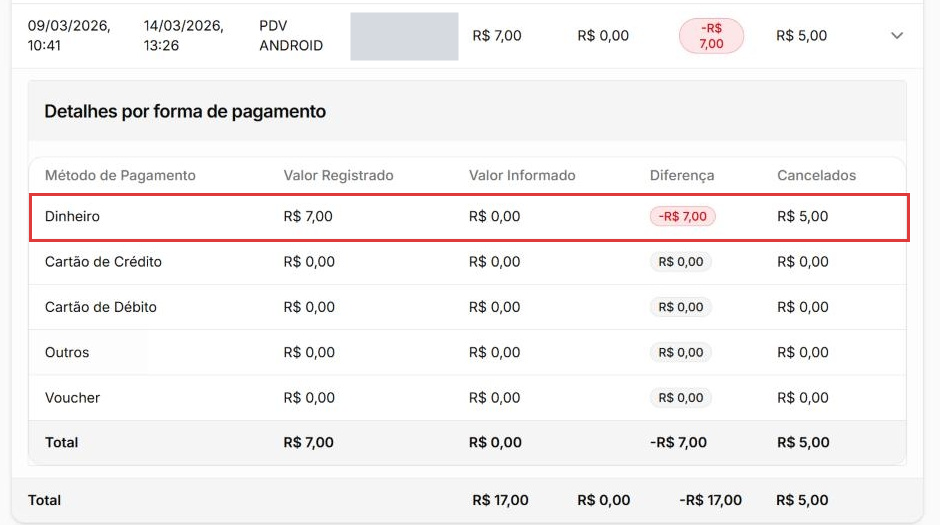 09/03/2026, 14/03/2026, PDV R$ 7,00 R$ 0,00 -R$ R$ 5,00
10:41 13:26 ANDROID 7,00
Detalhes por forma de pagamento
Método de Pagamento Valor Registrado Valor Informado Diferença Cancelados
Dinheiro R$ 7,00 R$ 0,00 -R$ 7,00 R$ 5,00
Cartão de Crédito R$ 0,00 R$ 0,00 R$ 0,00 R$ 0,00
Cartão de Débito R$ 0,00 R$ 0,00 R$ 0,00 R$ 0,00
Outros R$ 0,00 R$ 0,00 R$ 0,00 R$ 0,00
Voucher R$ 0,00 R$ 0,00 R$ 0,00 R$ 0,00
Total R$ 7,00 R$ 0,00 -R$ 7,00 R$ 5,00
Total R$ 17,00 R$ 0,00 -R$ 17,00 R$ 5,00